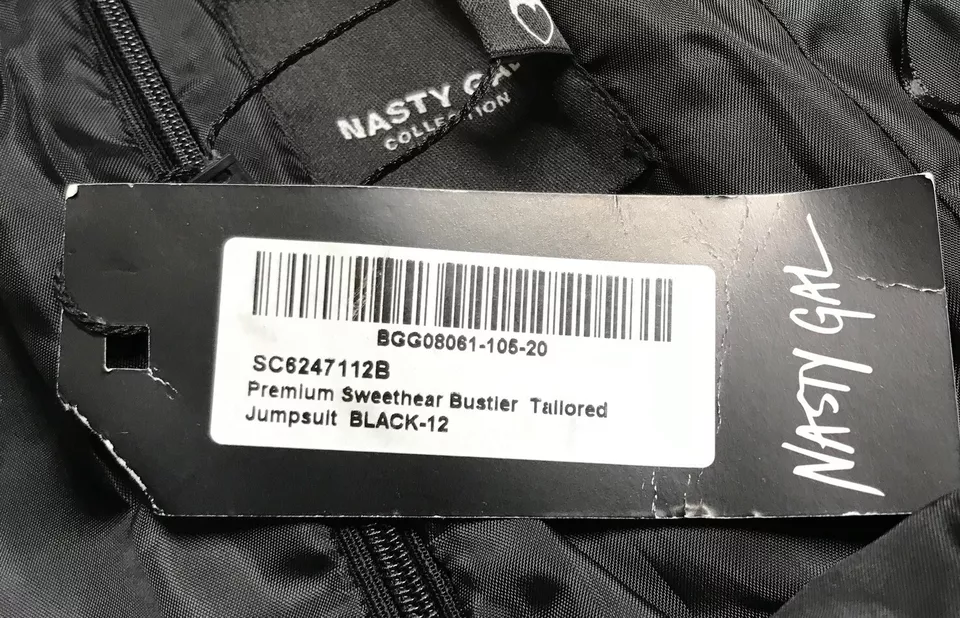 NASTY GAL
COLLECTION
BGG08061-105-20
SC6247112B
Premium Sweethear Bustier Tailored
Jumpsuit BLACK-12
NASTY GAL